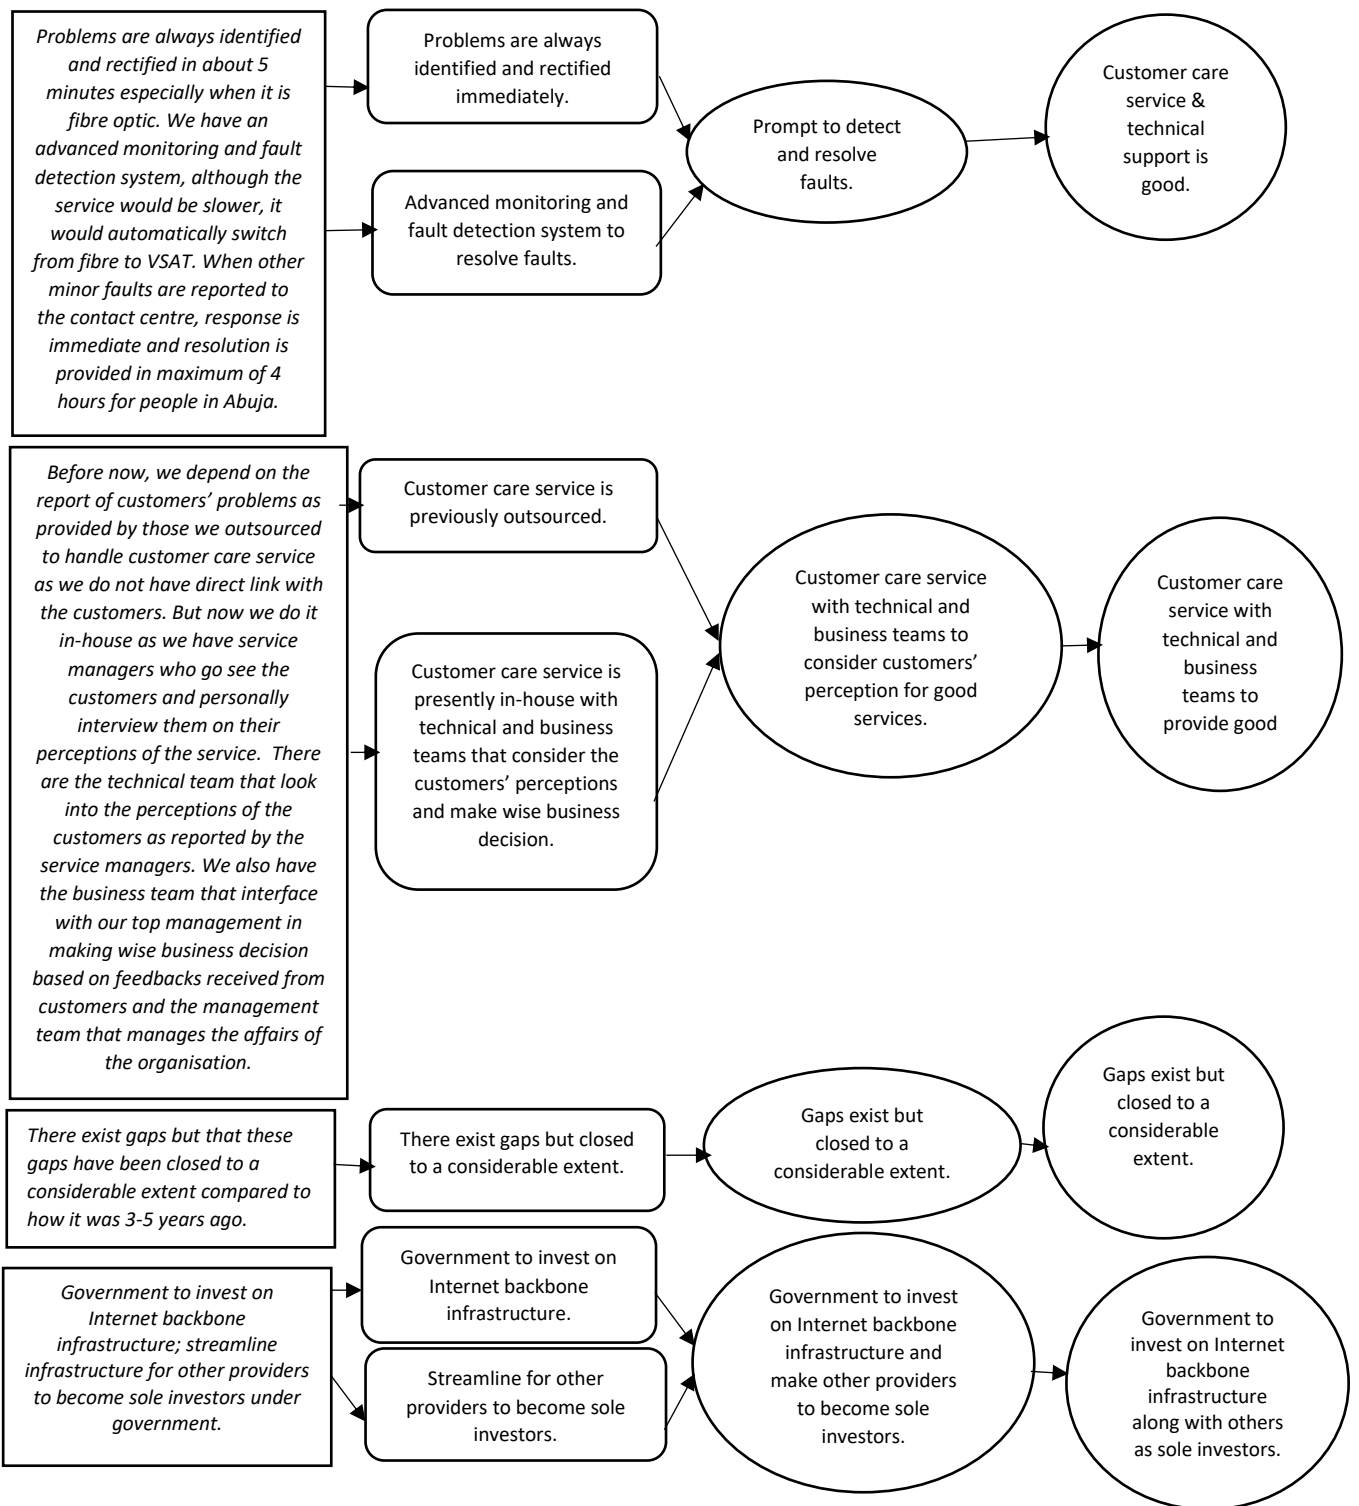 Problems are always identified
and rectified in about 5
minutes especially when it is
fibre optic. We have an
advanced monitoring and fault
detection system, although the
service would be slower, it
would automatically switch
from fibre to VSAT. When other
minor faults are reported to
the contact centre, response is
immediate and resolution is
provided in maximum of 4
hours for people in Abuja.
Problems are always
identified and rectified
immediately.
Advanced monitoring and
fault detection system to
resolve faults.
Prompt to detect
and resolve
faults.
Customer care
service &
technical
support is
good.
Before now, we depend on the
report of customers’ problems as
provided by those we outsourced
to handle customer care service
as we do not have direct link with
the customers. But now we do it
in-house as we have service
managers who go see the
customers and personally
interview them on their
perceptions of the service. There
are the technical team that look
into the perceptions of the
customers as reported by the
service managers. We also have
the business team that interface
with our top management in
making wise business decision
based on feedbacks received from
customers and the management
team that manages the affairs of
the organisation.
Customer care service is
previously outsourced.
Customer care service is
presently in-house with
technical and business
teams that consider the
customers’ perceptions
and make wise business
decision.
Customer care service
with technical and
business teams to
consider customers’
perception for good
services.
Customer care
service with
technical and
business
teams to
provide good
There exist gaps but that these
gaps have been closed to a
considerable extent compared to
how it was 3-5 years ago.
There exist gaps but closed
to a considerable extent.
Gaps exist but
closed to a
considerable extent.
Gaps exist but
closed to a
considerable
extent.
Government to invest on
Internet backbone
infrastructure; streamline
infrastructure for other providers
to become sole investors under
government.
Government to invest on
Internet backbone
infrastructure.
Streamline for other
providers to become sole
investors.
Government to invest
on Internet backbone
infrastructure and
make other providers
to become sole
investors.
Government to
invest on Internet
backbone
infrastructure
along with others
as sole investors.